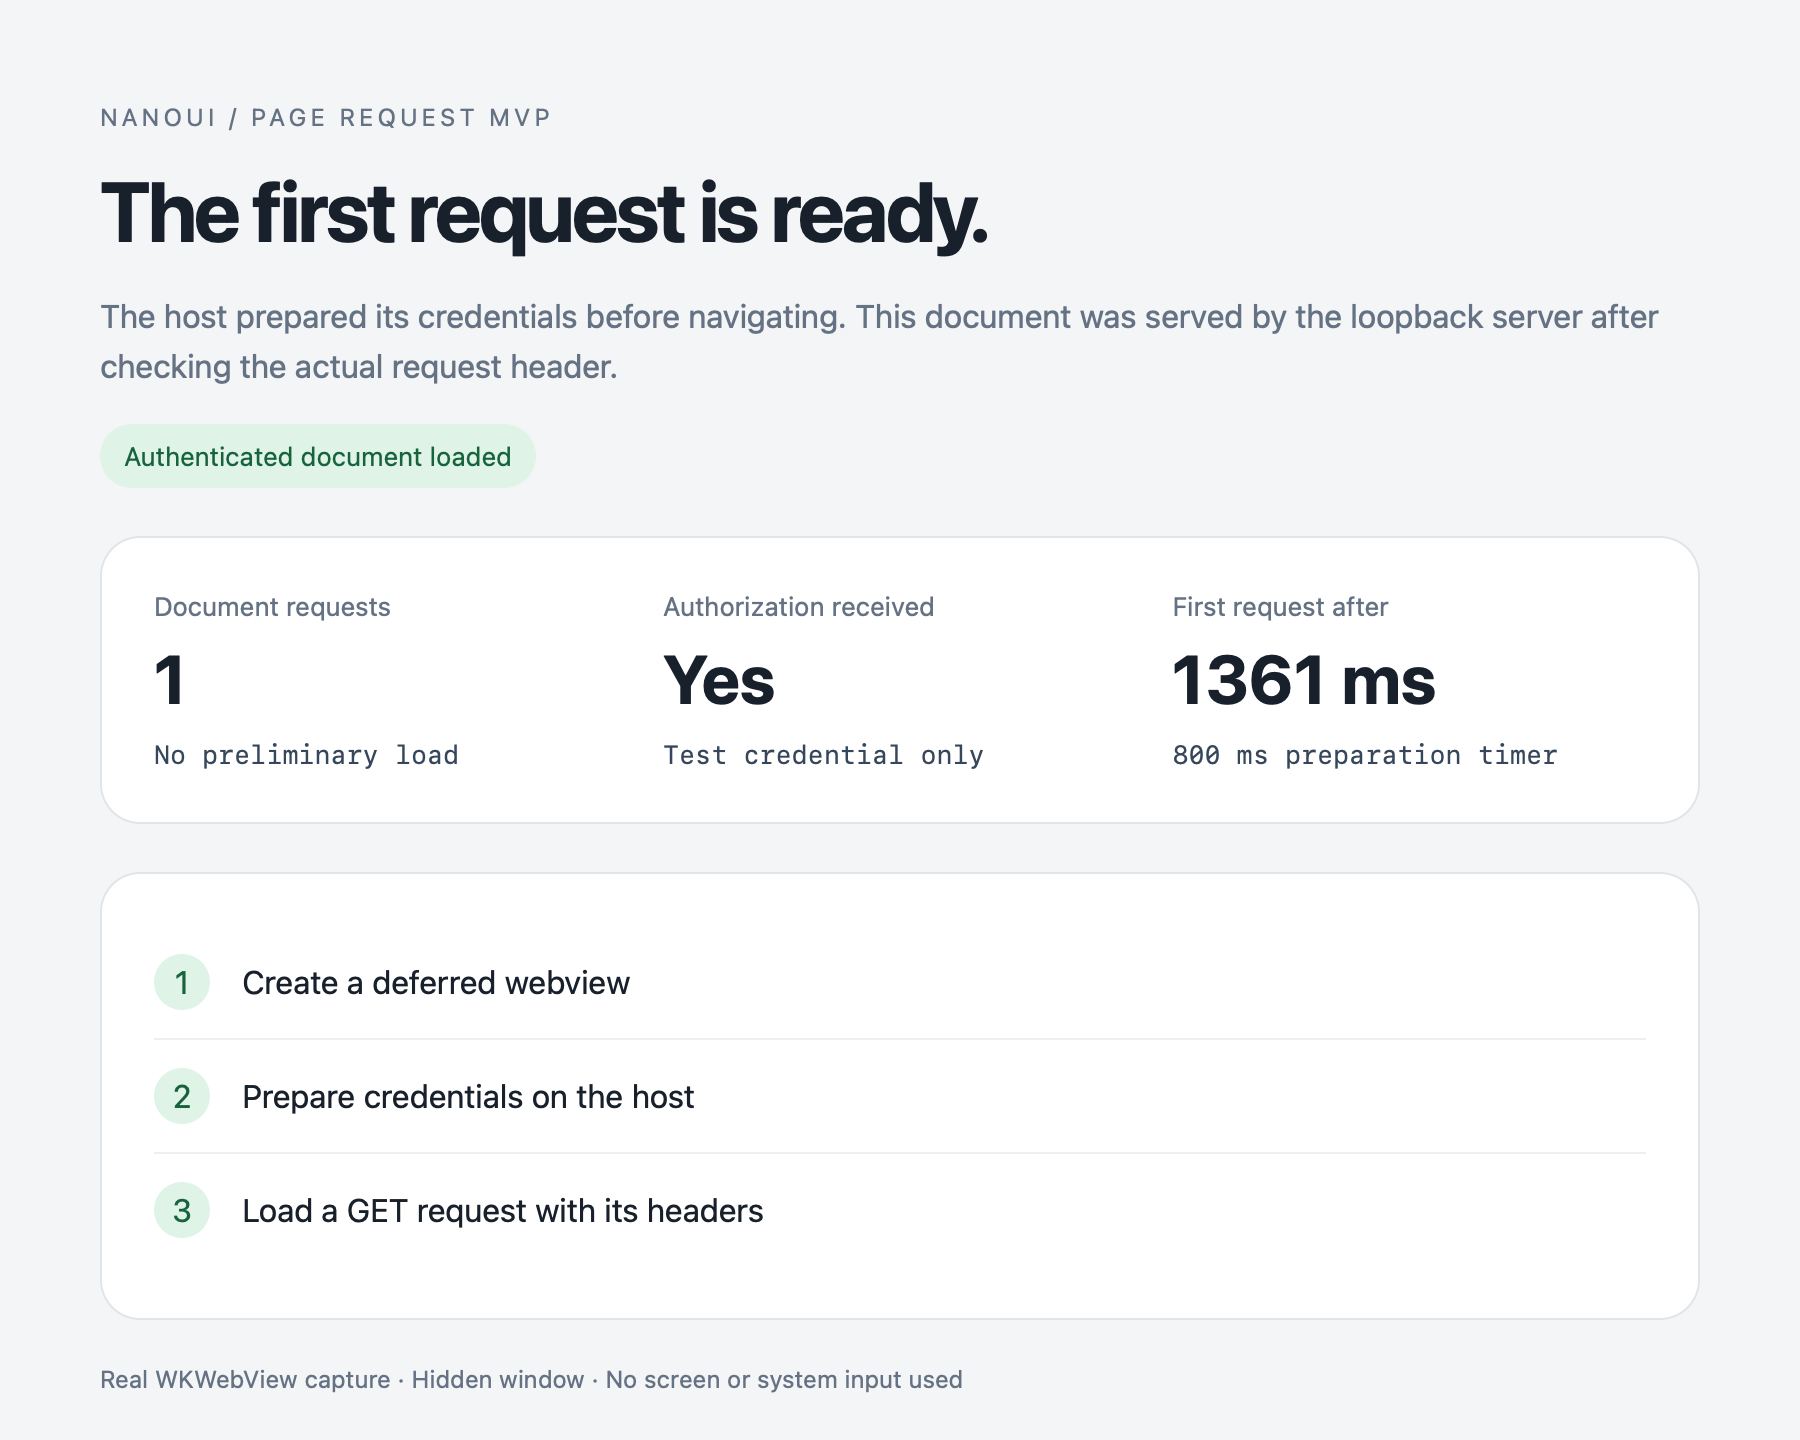 NANOUI / PAGE REQUEST MVP
The first request is ready.
The host prepared its credentials before navigating. This document was served by the loopback server after
checking the actual request header.
Authenticated document loaded
Document requests
1
No preliminary load
Authorization received
Yes
Test credential only
First request after
1361 ms
800 ms preparation timer
1 Create a deferred webview
2 Prepare credentials on the host
3 Load a GET request with its headers
Real WKWebView capture · Hidden window · No screen or system input used